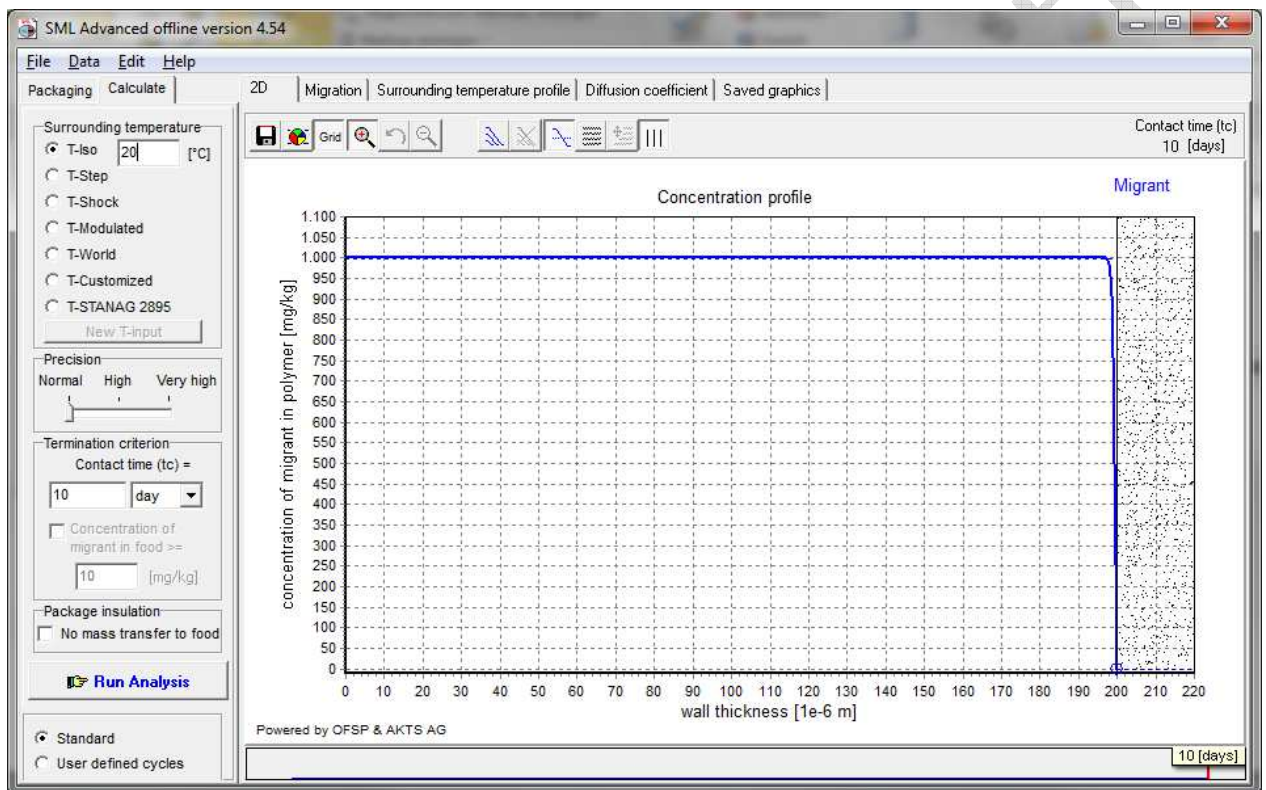 SML Advanced offline version 4.54
File Data Edit Help
Packaging Calculate
2D Migration Surrounding temperature profile Diffusion coefficient Saved graphics
Surrounding temperature
T-Iso 20 [°C]
T-Step
T-Shock
T-Modulated
T-World
T-Customized
T-STANAG 2895
New T-input
Precision
Normal High Very high
Termination criterion
Contact time (tc) =
10 day
Concentration of
migrant in food >=
10 [mg/kg]
Package insulation
No mass transfer to food
Run Analysis
Standard
User defined cycles
Grid
Contact time (tc)
10 [days]
Migrant
Concentration profile
concentration of migrant in polymer [mg/kg]
1.100
1.050
1.000
950
900
850
800
750
700
650
600
550
500
450
400
350
300
250
200
150
100
50
0
0 10 20 30 40 50 60 70 80 90 100 110 120 130 140 150 160 170 180 190 200 210 220
wall thickness [1e-6 m]
Powered by OFSP & AKTS AG
10 [days]